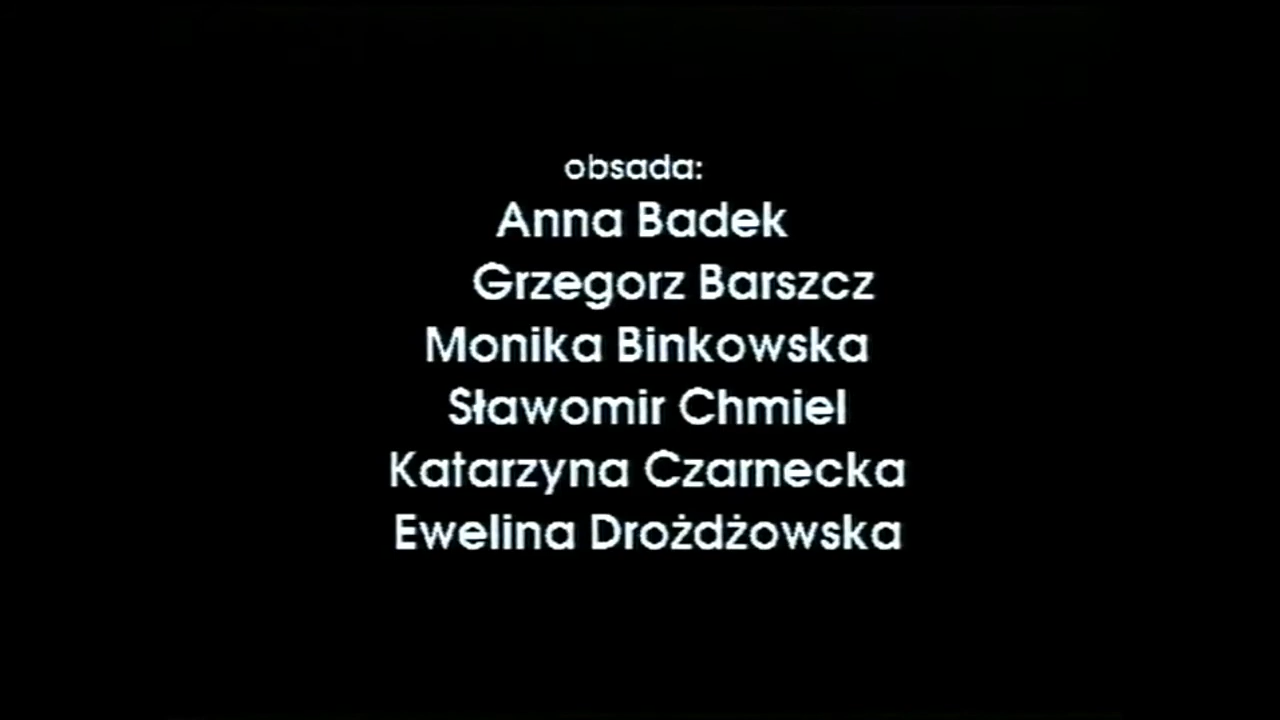 obsada:
Anna Badek
Grzegorz Barszcz
Monika Binkowska
Sławomir Chmiel
Katarzyna Czarnecka
Ewelina Drożdżowska